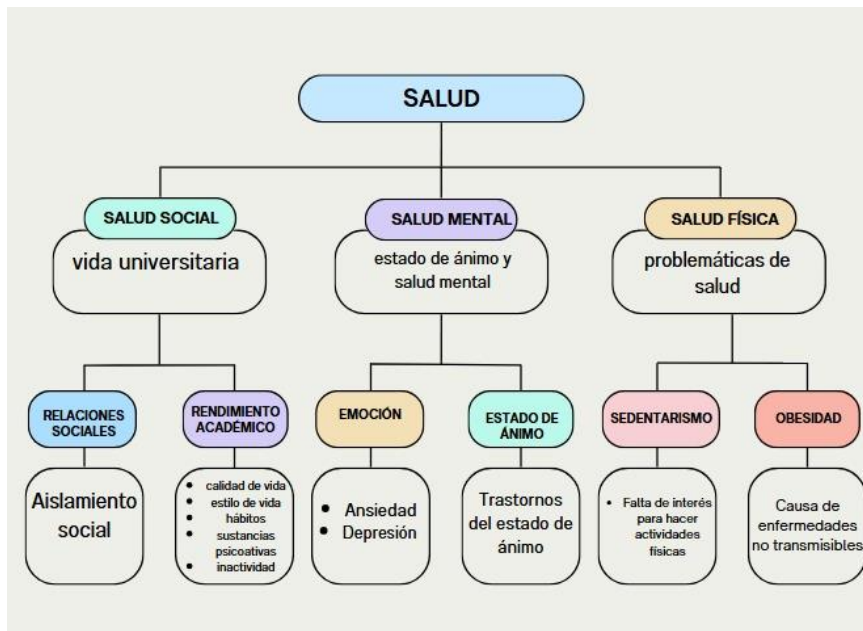 SALUD
SALUD SOCIAL
vida universitaria
SALUD MENTAL
estado de ánimo y
salud mental
SALUD FÍSICA
problemáticas de
salud
RELACIONES
SOCIALES
Aislamiento
social
RENDIMIENTO
ACADÉMICO
• calidad de vida
• estilo de vida
• hábitos
• sustancias
psicoativas
• inactividad
EMOCIÓN
• Ansiedad
• Depresión
ESTADO DE
ÁNIMO
Trastornos
del estado de
ánimo
SEDENTARISMO
• Falta de interés
para hacer
actividades
físicas
OBESIDAD
Causa de
enfermedades
no transmisibles